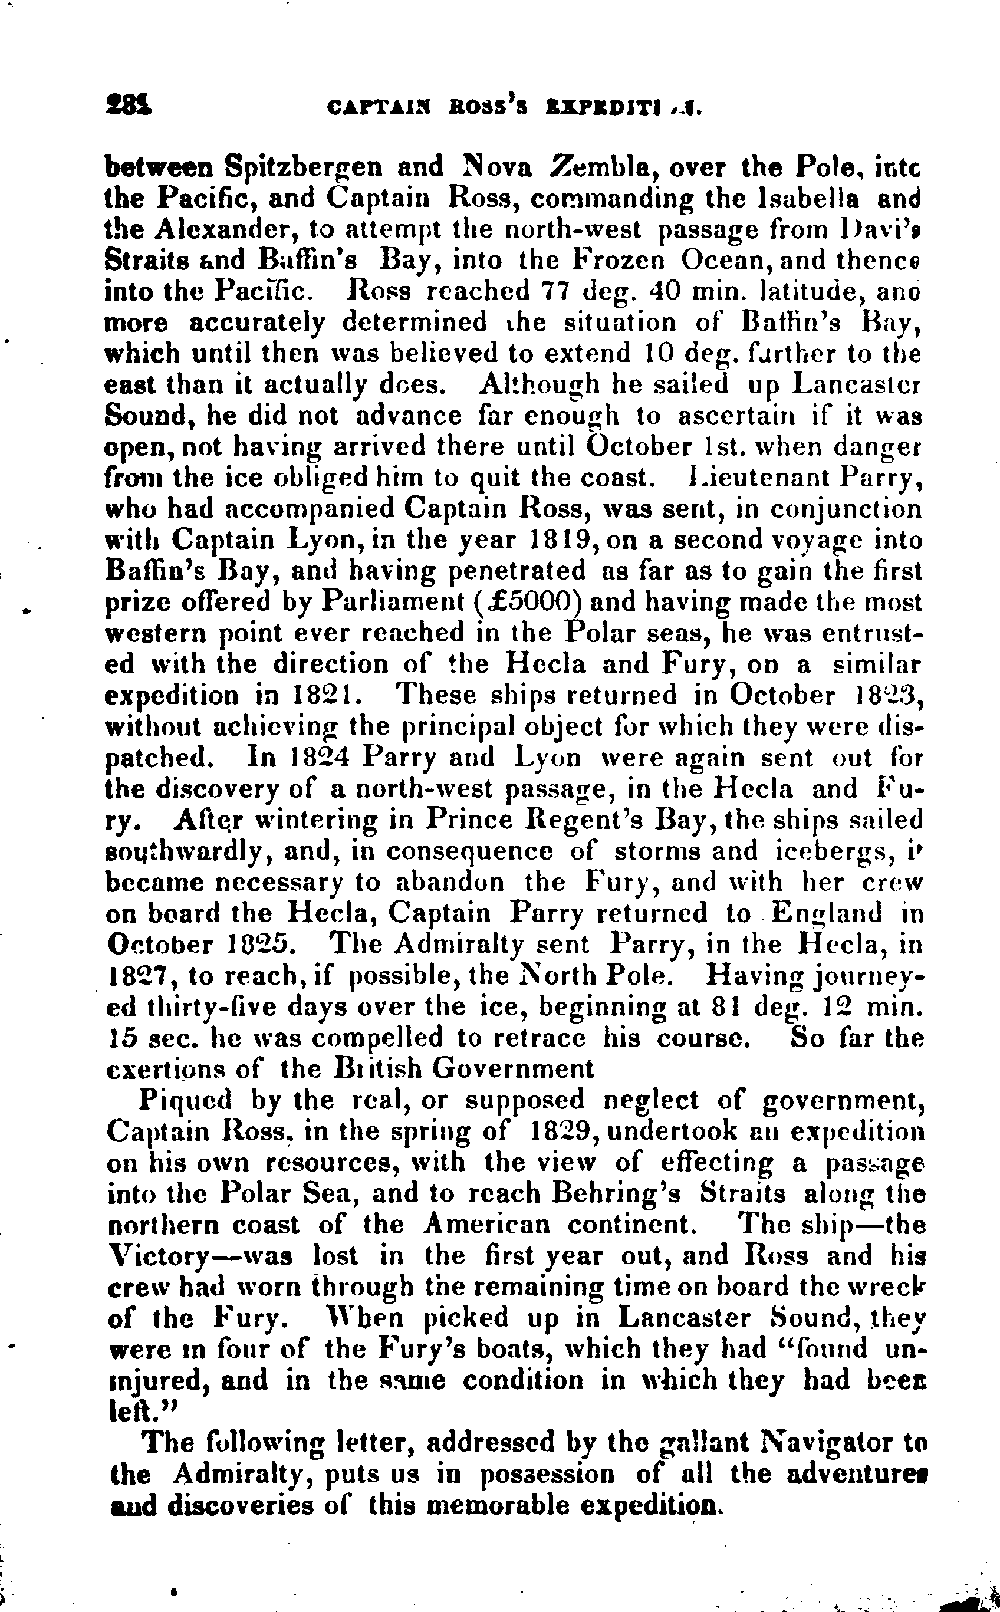 CAPTAIN ROSS'S
between Spitzbergen and Nova Zembla, over the Pole, into
the Pacific, and Captain Ross, commanding the Isabella and
the Alexander, to attempt the north-west passage from Davi's
Straits and Baffin's Bay, into the Frozen Ocean, and thence
into the Pacific. Ross reached 77 deg. 40 min. latitude, and
more accurately determined the situation of Baffin's Bay,
which until then was believed to extend 10 deg. further to the
east than it actually does. Although he sailed up Lancaster
Sound, he did not advance far enough to ascertain if it was
open, not having arrived there until October 1st. when danger
from the ice obliged him to quit the coast. Lieutenant Parry,
who had accompanied Captain Ross, was sent, in conjunction
with Captain Lyon, in the year 1819, on a second voyage into
Baffin's Bay, and having penetrated as far as to gain the first
prize offered by Parliament (£5000) and having made the most
western point ever reached in the Polar seas, he was entrust-
ed with the direction of the Hecla and Fury, on a similar
expedition in 1821. These ships returned in October 1823,
without achieving the principal object for which they were dis-
patched. In 1824 Parry and Lyon were again sent out for
the discovery of a north-west passage, in the Hecla and Fu-
ry. After wintering in Prince Regent's Bay, the ships sailed
southwardly, and, in consequence of storms and icebergs, it
became necessary to abandon the Fury, and with her crew
on board the Hecla, Captain Parry returned to England in
October 1825. The Admiralty sent Parry, in the Hecla, in
1827, to reach, if possible, the North Pole. Having journey-
ed thirty-five days over the ice, beginning at 81 deg. 12 min.
15 sec. he was compelled to retrace his course. So far the
exertions of the British Government
Piqued by the real, or supposed neglect of government,
Captain Ross, in the spring of 1829, undertook an expedition
on his own resources, with the view of effecting a passage
into the Polar Sea, and to reach Behring's Straits along the
northern coast of the American continent. The ship—the
Victory—was lost in the first year out, and Ross and his
crew had worn through the remaining time on board the wreck
of the Fury. When picked up in Lancaster Sound, they
were in four of the Fury's boats, which they had "found un-
injured, and in the same condition in which they had been
left."
The following letter, addressed by the gallant Navigator to
the Admiralty, puts us in possession of all the adventures
and discoveries of this memorable expedition.